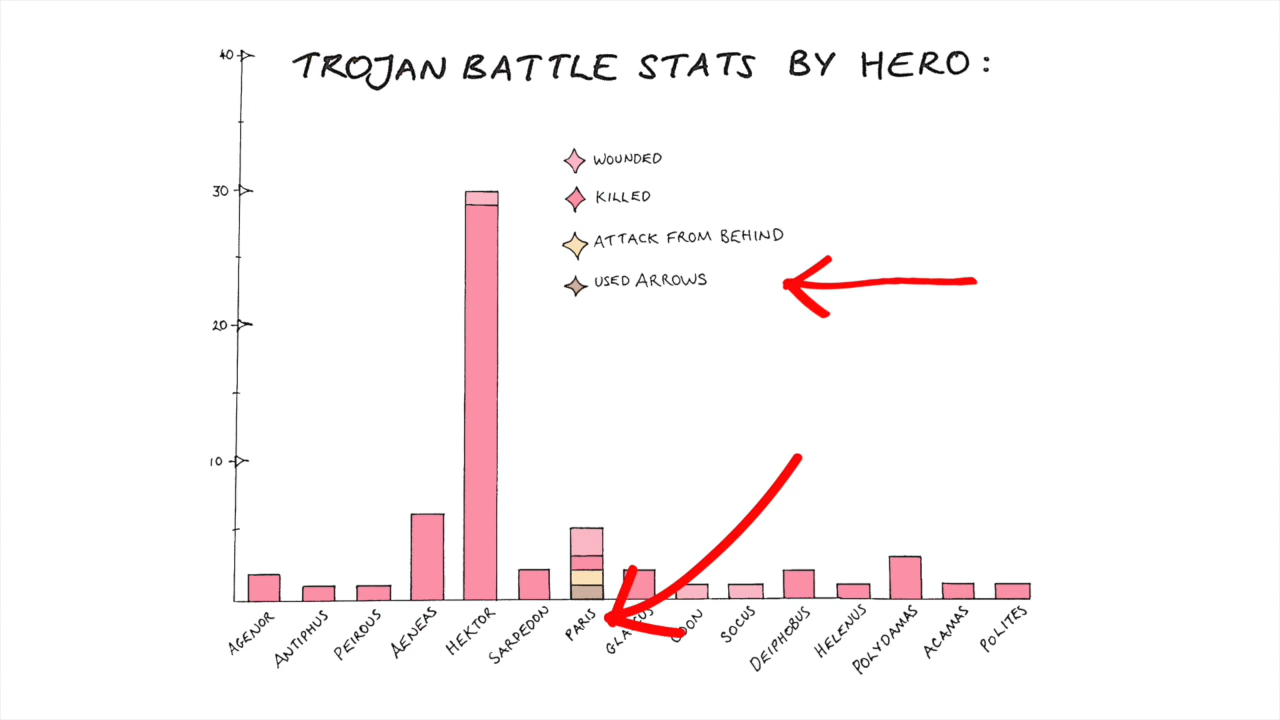 TROJAN BATTLE STATS BY HERO:
40
30
20
10
WOUNDED
KILLED
ATTACK FROM BEHIND
USED ARROWS
AGENOR
ANTIPHUS
PEIROUS
AENEAS
HEKTOR
SARPEDON
PARIS
SOCUS
DEIPHOBUS
HELENUS
POLYDAMAS
ACAMAS
POLITES